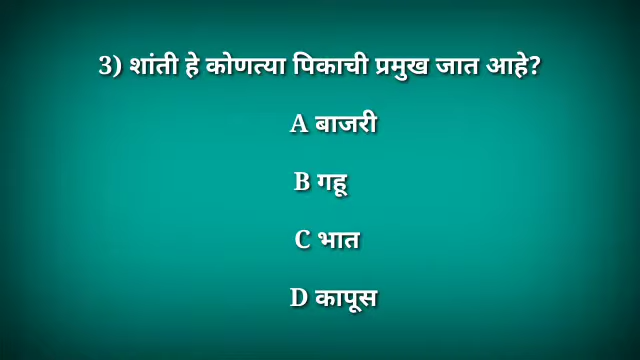 3) शांती हे कोणत्या पिकाची प्रमुख जात आहे?
A बाजरी
B गहू
C भात
D कापूस